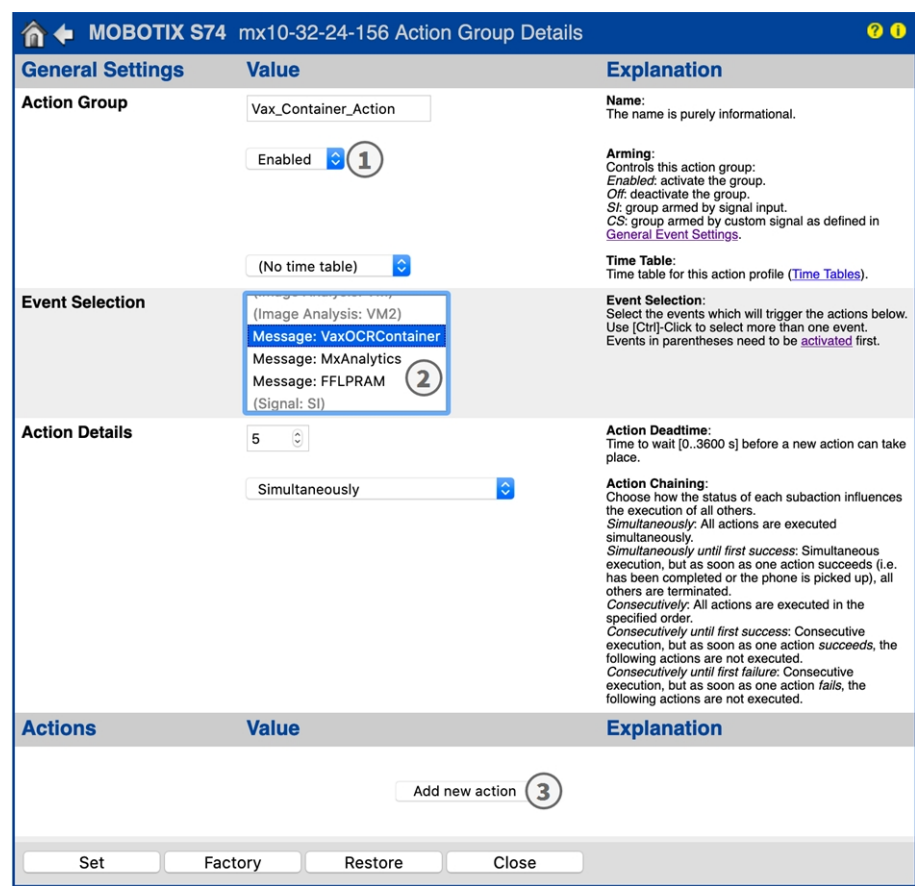 MOBOTIX S74 mx10-32-24-156 Action Group Details
? i
General Settings Value Explanation
Action Group
Vax_Container_Action
Name:
The name is purely informational.
Enabled
1
Arming:
Controls this action group:
Enabled: activate the group.
Off: deactivate the group.
SI: group armed by signal input.
CS: group armed by custom signal as defined in
General Event Settings.
(No time table)
Time Table:
Time table for this action profile (Time Tables).
Event Selection
(Image Analysis: VM2)
Message: VaxOCRContainer
Message: MxAnalytics
Message: FFLPRAM
(Signal: SI)
2
Event Selection:
Select the events which will trigger the actions below.
Use [Ctrl]-Click to select more than one event.
Events in parentheses need to be activated first.
Action Details
5
Action Deadtime:
Time to wait [0..3600 s] before a new action can take
place.
Simultaneously
Action Chaining:
Choose how the status of each subaction influences
the execution of all others.
Simultaneously: All actions are executed
simultaneously.
Simultaneously until first success: Simultaneous
execution, but as soon as one action succeeds (i.e.
has been completed or the phone is picked up), all
others are terminated.
Consecutively: All actions are executed in the
specified order.
Consecutively until first success: Consecutive
execution, but as soon as one action succeeds, the
following actions are not executed.
Consecutively until first failure: Consecutive
execution, but as soon as one action fails, the
following actions are not executed.
Actions Value Explanation
Add new action
3
Set Factory Restore Close